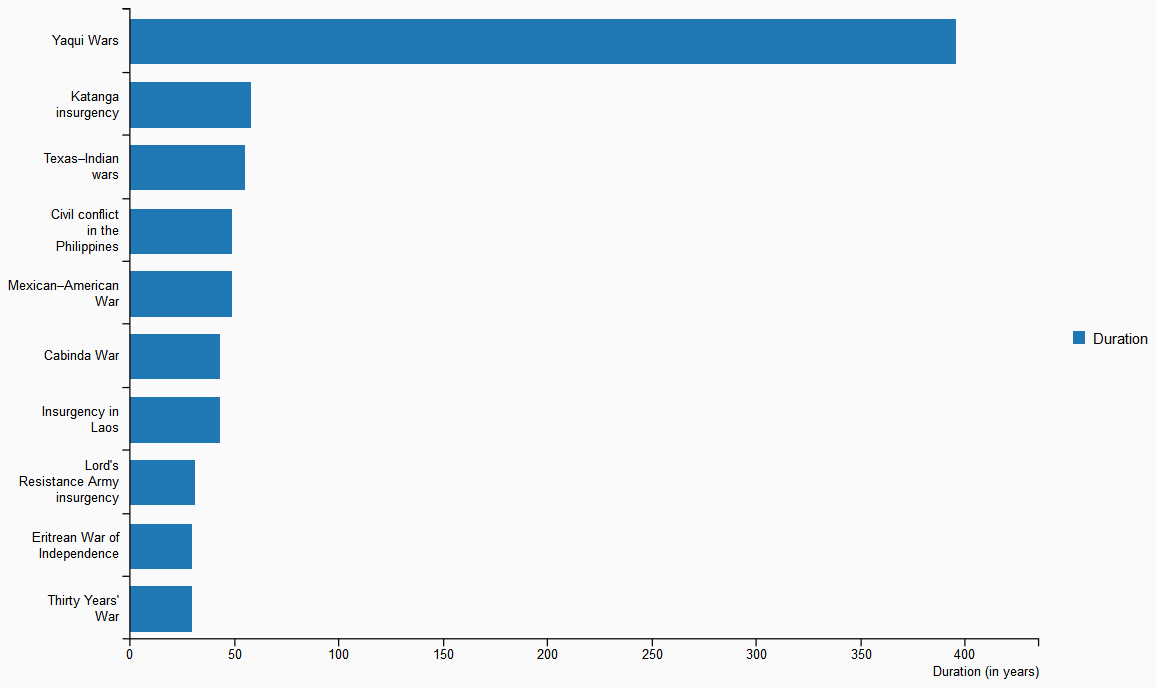 Yaqui Wars
Katanga
insurgency
Texas–Indian
wars
Civil conflict
in the
Philippines
Mexican–American
War
Cabinda War
Insurgency in
Laos
Lord's
Resistance Army
insurgency
Eritrean War of
Independence
Thirty Years'
War
0 50 100 150 200 250 300 350 400
Duration (in years)
Duration